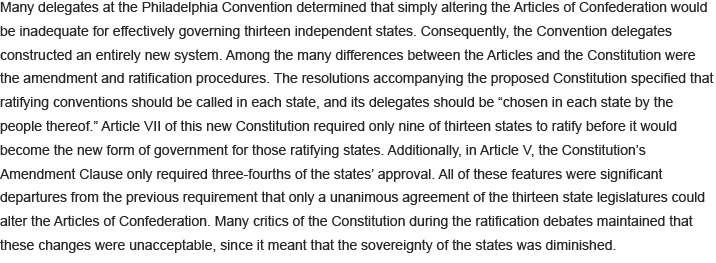 Many delegates at the Philadelphia Convention determined that simply altering the Articles of Confederation would
be inadequate for effectively governing thirteen independent states. Consequently, the Convention delegates
constructed an entirely new system. Among the many differences between the Articles and the Constitution were
the amendment and ratification procedures. The resolutions accompanying the proposed Constitution specified that
ratifying conventions should be called in each state, and its delegates should be “chosen in each state by the
people thereof.” Article VII of this new Constitution required only nine of thirteen states to ratify before it would
become the new form of government for those ratifying states. Additionally, in Article V, the Constitution’s
Amendment Clause only required three-fourths of the states’ approval. All of these features were significant
departures from the previous requirement that only a unanimous agreement of the thirteen state legislatures could
alter the Articles of Confederation. Many critics of the Constitution during the ratification debates maintained that
these changes were unacceptable, since it meant that the sovereignty of the states was diminished.